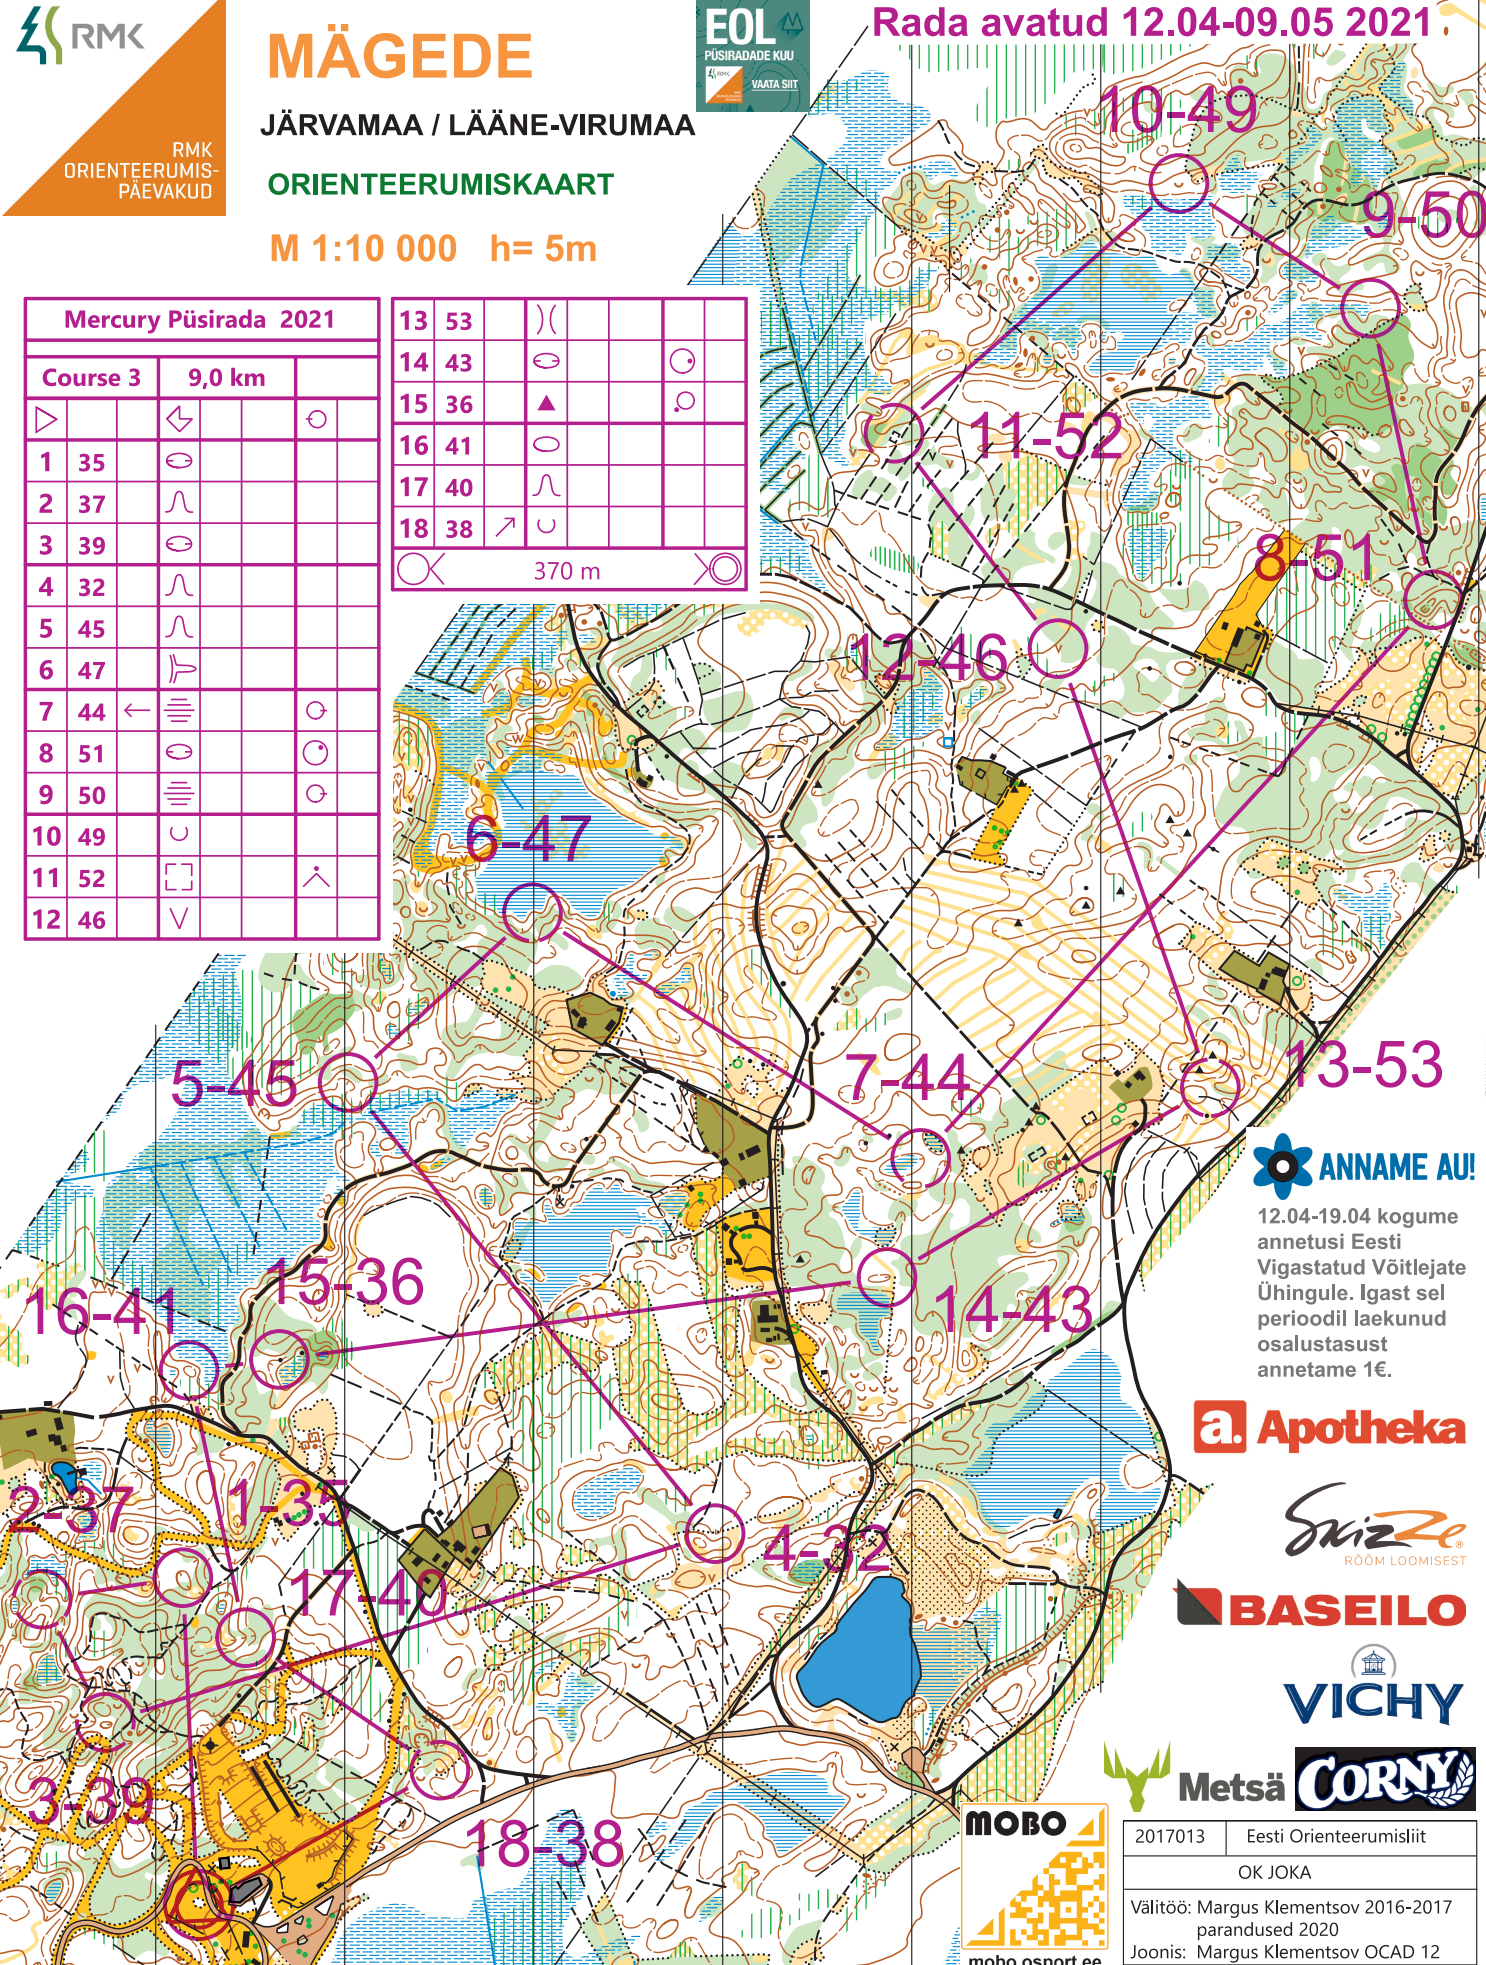 RMK
RMK
ORIENTEERUMIS-
PÄEVAKUD
MÄGEDE
JÄRVAMAA / LÄÄNE-VIRUMAA
ORIENTEERUMISKAART
M 1:10 000 h= 5m
EOL
PÜSIRADADE KUU
VAATA SIIT
Rada avatud 12.04-09.05 2021
Mercury Püsirada 2021
Course 3 9,0 km
1 35
2 37
3 39
4 32
5 45
6 47
7 44
8 51
9 50
10 49
11 52
12 46
13 53
14 43
15 36
16 41
17 40
18 38
370 m
10-49
9-50
11-52
8-51
12-46
6-47
5-45
7-44
13-53
15-36
16-41
14-43
2-37
1-35
4-32
17-40
3-39
18-38
ANNAME AU!
12.04-19.04 kogume
annetusi Eesti
Vigastatud Võitlejate
Ühingule. Igast sel
perioodil laekunud
osalustasust
annetame 1€.
a. Apotheka
Skizze
RÕÕM LOOMISEST
BASEILO
VICHY
Metsä
CORNY
MOBO
mobo.osport.ee
2017013 Eesti Orienteerumisliit
OK JOKA
Välitöö: Margus Klementsov 2016-2017
parandused 2020
Joonis: Margus Klementsov OCAD 12